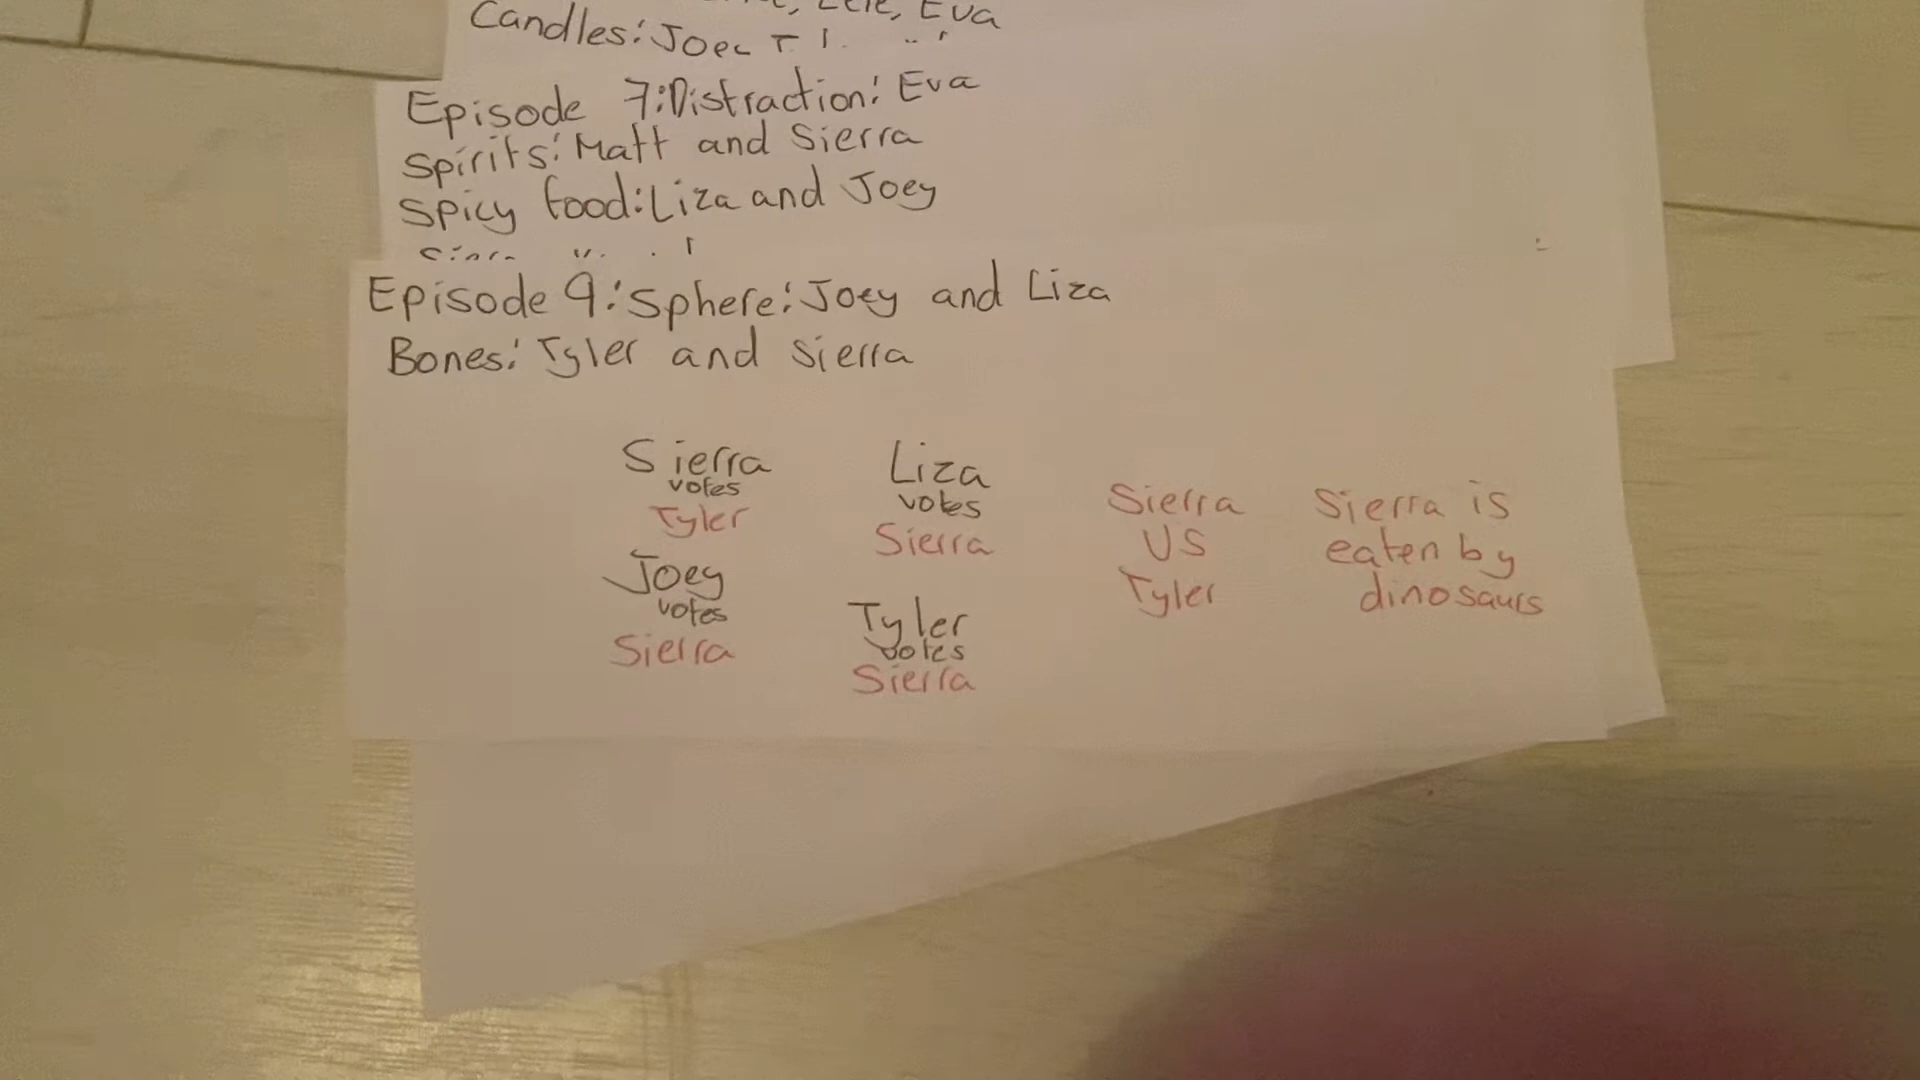 Eva
Candles: Joey
Episode 7: Distraction: Eva
Spirits: Matt and Sierra
Spicy food: Liza and Joey
Episode 9: Sphere: Joey and Liza
Bones: Tyler and Sierra
Sierra
votes
Tyler
Joey
votes
Sierra
Liza
votes
Sierra
Tyler
votes
Sierra
Sierra
VS
Tyler
Sierra is
eaten by
dinosaurs